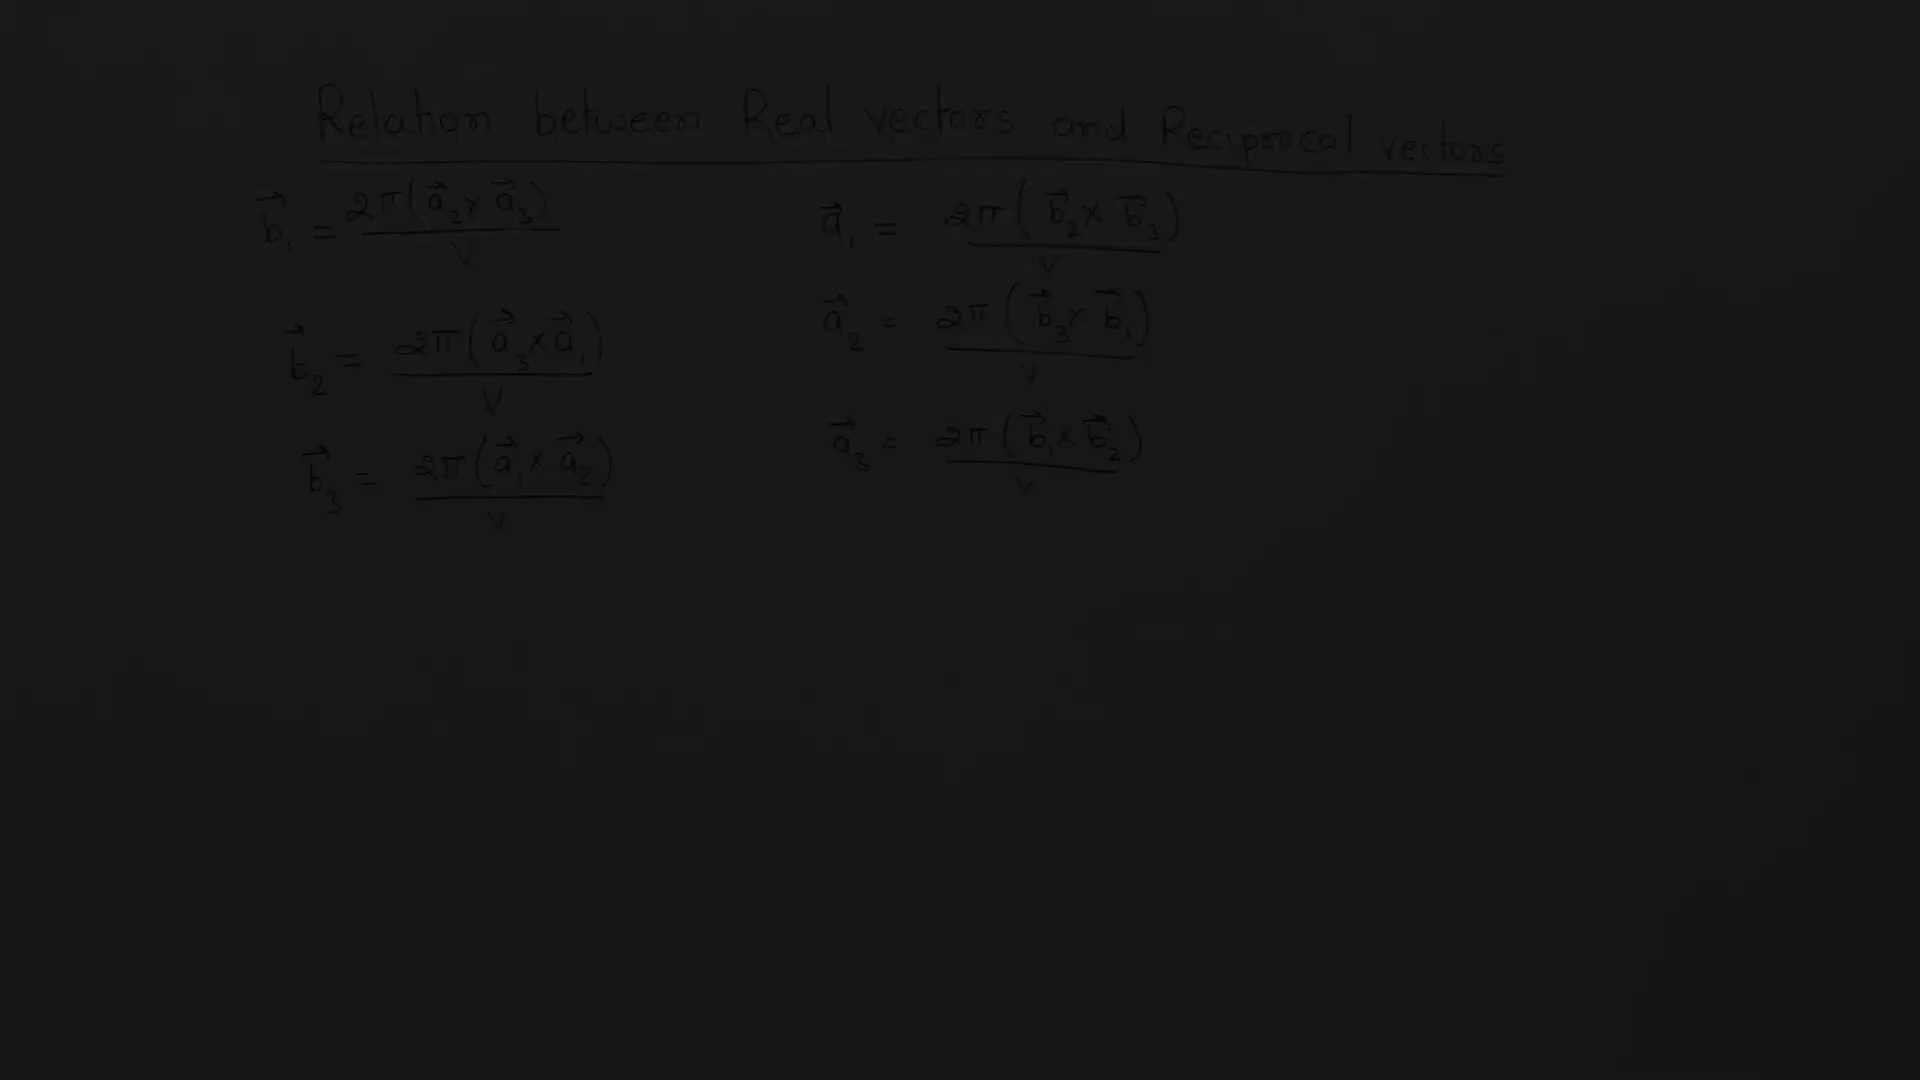 Relation between Real vectors and Reciprocal vectors
b⃗₁ = 2π(a⃗₂ × a⃗₃) / V
a⃗₁ = 2π(b⃗₂ × b⃗₃) / V
b⃗₂ = 2π(a⃗₃ × a⃗₁) / V
a⃗₂ = 2π(b⃗₃ × b⃗₁) / V
b⃗₃ = 2π(a⃗₁ × a⃗₂) / V
a⃗₃ = 2π(b⃗₁ × b⃗₂) / V